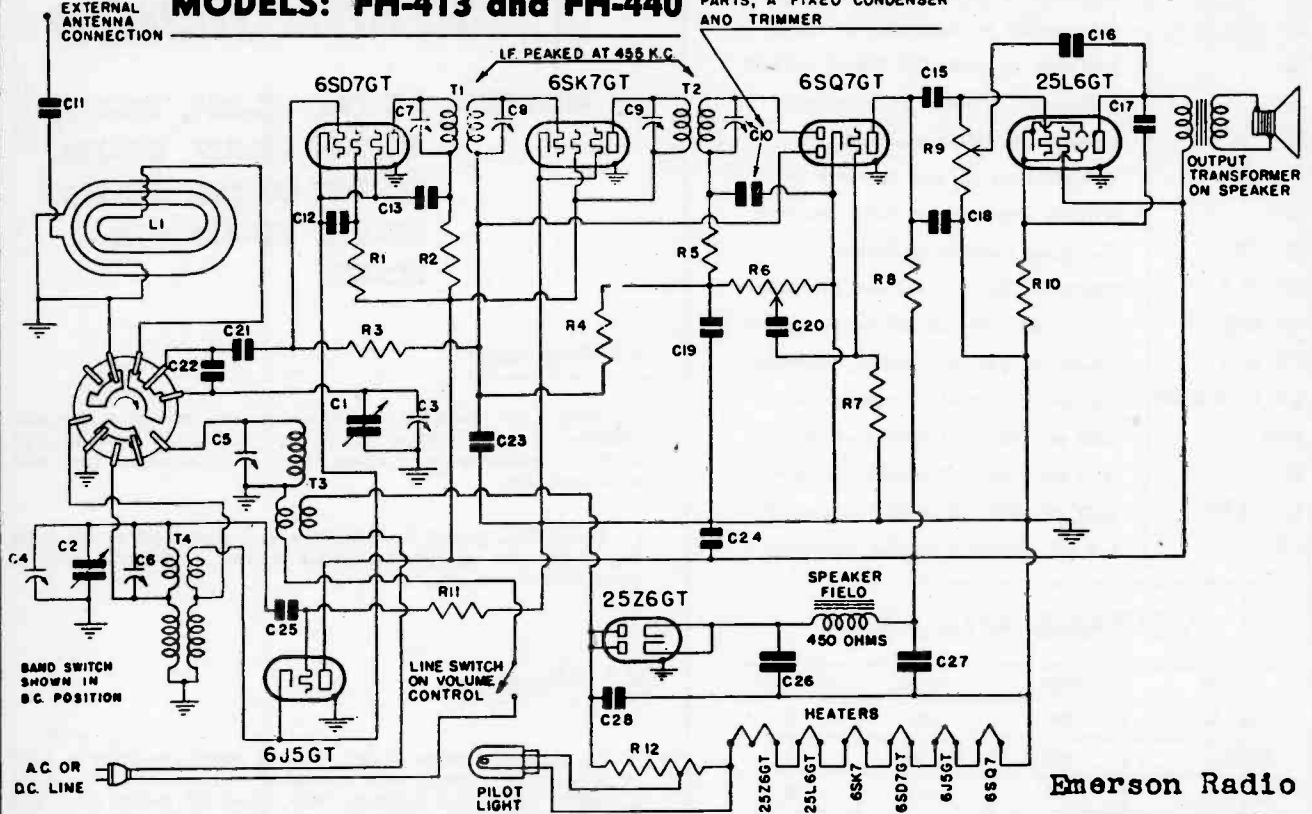 EXTERNAL
ANTENNA
CONNECTION
MODELS: FH-413 and FH-440
PARTS, A FIXED CONDENSER
AND TRIMMER
I.F. PEAKED AT 455 K.C.
6SD7GT
6SK7GT
6SQ7GT
25L6GT
C11
C7
T1
C8
C9
T2
C10
C15
C16
C17
R9
OUTPUT
TRANSFORMER
ON SPEAKER
L1
C12
C13
R1
R2
R5
R6
R8
C18
R10
C21
C22
R3
R4
C19
C20
R7
C1
C3
C5
C23
T3
C24
C4
C2
C6
T4
C25
R11
25Z6GT
SPEAKER
FIELD
450 OHMS
C26
C27
BAND SWITCH
SHOWN IN
B.C. POSITION
LINE SWITCH
ON VOLUME
CONTROL
C28
6J5GT
HEATERS
R12
A.C. OR
D.C. LINE
PILOT
LIGHT
25Z6GT
25L6GT
6SK7
6SD7GT
6J5GT
6SQ7
Emerson Radio